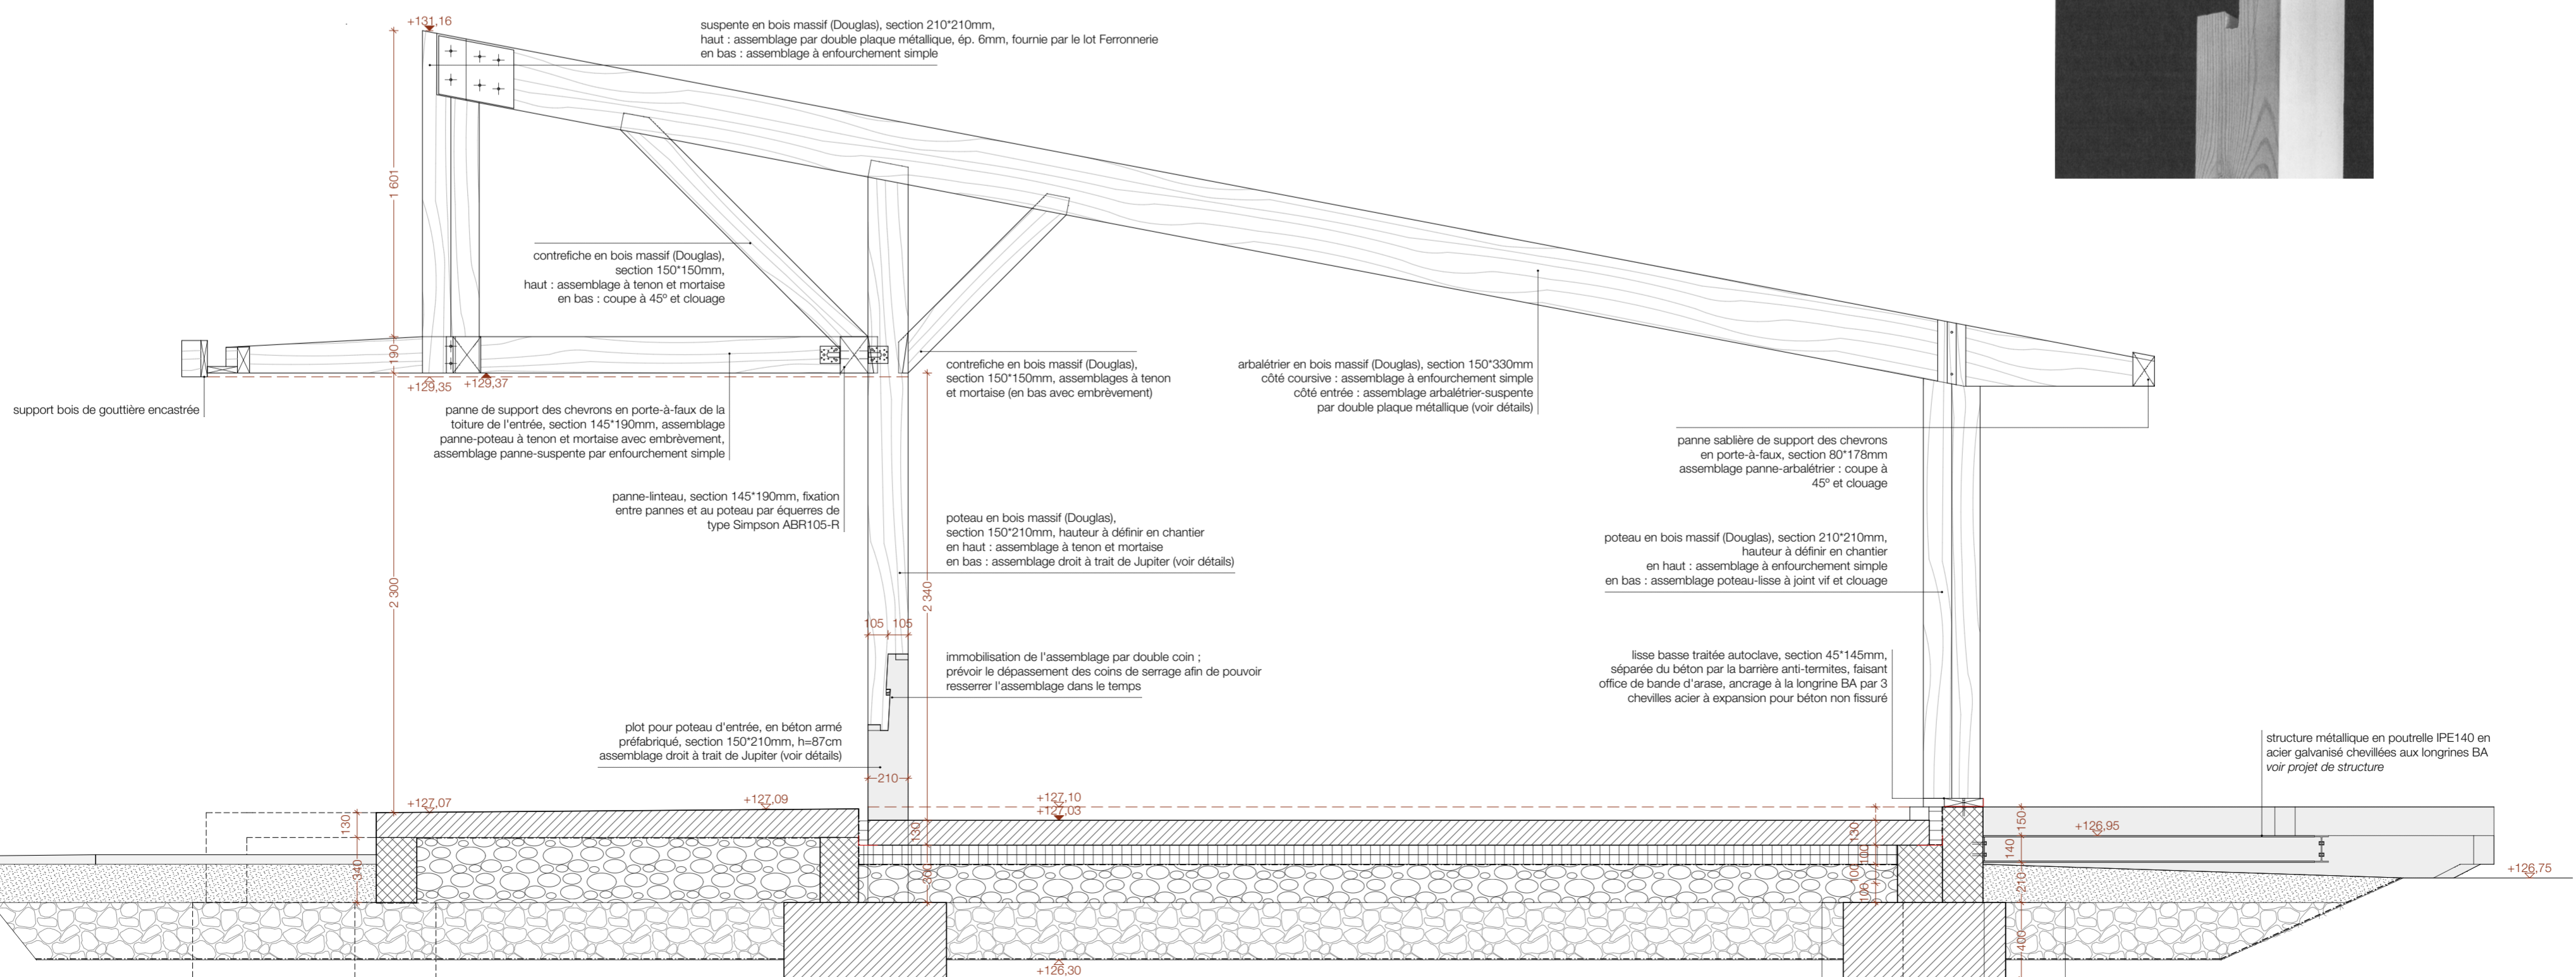 +131,16
suspente en bois massif (Douglas), section 210*210mm,
haut : assemblage par double plaque métallique, ép. 6mm, fournie par le lot Ferronnerie
en bas : assemblage à enfourchement simple
1 601
contrefiche en bois massif (Douglas),
section 150*150mm,
haut : assemblage à tenon et mortaise
en bas : coupe à 45º et clouage
190
+129,35
+129,37
support bois de gouttière encastrée
panne de support des chevrons en porte-à-faux de la
toiture de l'entrée, section 145*190mm, assemblage
panne-poteau à tenon et mortaise avec embrèvement,
assemblage panne-suspente par enfourchement simple
panne-linteau, section 145*190mm, fixation
entre pannes et au poteau par équerres de
type Simpson ABR105-R
contrefiche en bois massif (Douglas),
section 150*150mm, assemblages à tenon
et mortaise (en bas avec embrèvement)
arbalétrier en bois massif (Douglas), section 150*330mm
côté coursive : assemblage à enfourchement simple
côté entrée : assemblage arbalétrier-suspente
par double plaque métallique (voir détails)
panne sablière de support des chevrons
en porte-à-faux, section 80*178mm
assemblage panne-arbalétrier : coupe à
45º et clouage
2 300
2 340
poteau en bois massif (Douglas),
section 150*210mm, hauteur à définir en chantier
en haut : assemblage à tenon et mortaise
en bas : assemblage droit à trait de Jupiter (voir détails)
poteau en bois massif (Douglas), section 210*210mm,
hauteur à définir en chantier
en haut : assemblage à enfourchement simple
en bas : assemblage poteau-lisse à joint vif et clouage
105
105
immobilisation de l'assemblage par double coin ;
prévoir le dépassement des coins de serrage afin de pouvoir
resserrer l'assemblage dans le temps
lisse basse traitée autoclave, section 45*145mm,
séparée du béton par la barrière anti-termites, faisant
office de bande d'arase, ancrage à la longrine BA par 3
chevilles acier à expansion pour béton non fissuré
plot pour poteau d'entrée, en béton armé
préfabriqué, section 150*210mm, h=87cm
assemblage droit à trait de Jupiter (voir détails)
210
structure métallique en poutrelle IPE140 en
acier galvanisé chevillées aux longrines BA
voir projet de structure
+127,07
+127,09
+127,10
+127,03
130
340
130
300
130
100
100
100
150
140
210
400
+126,95
+126,75
+126,30